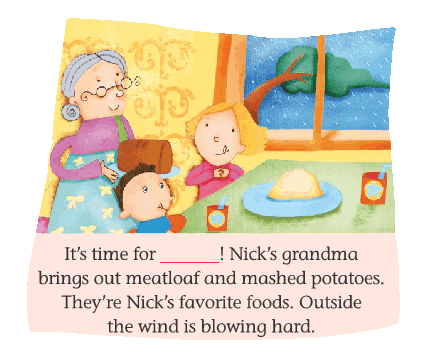 It's time for _______! Nick's grandma
brings out meatloaf and mashed potatoes.
They're Nick's favorite foods. Outside
the wind is blowing hard.